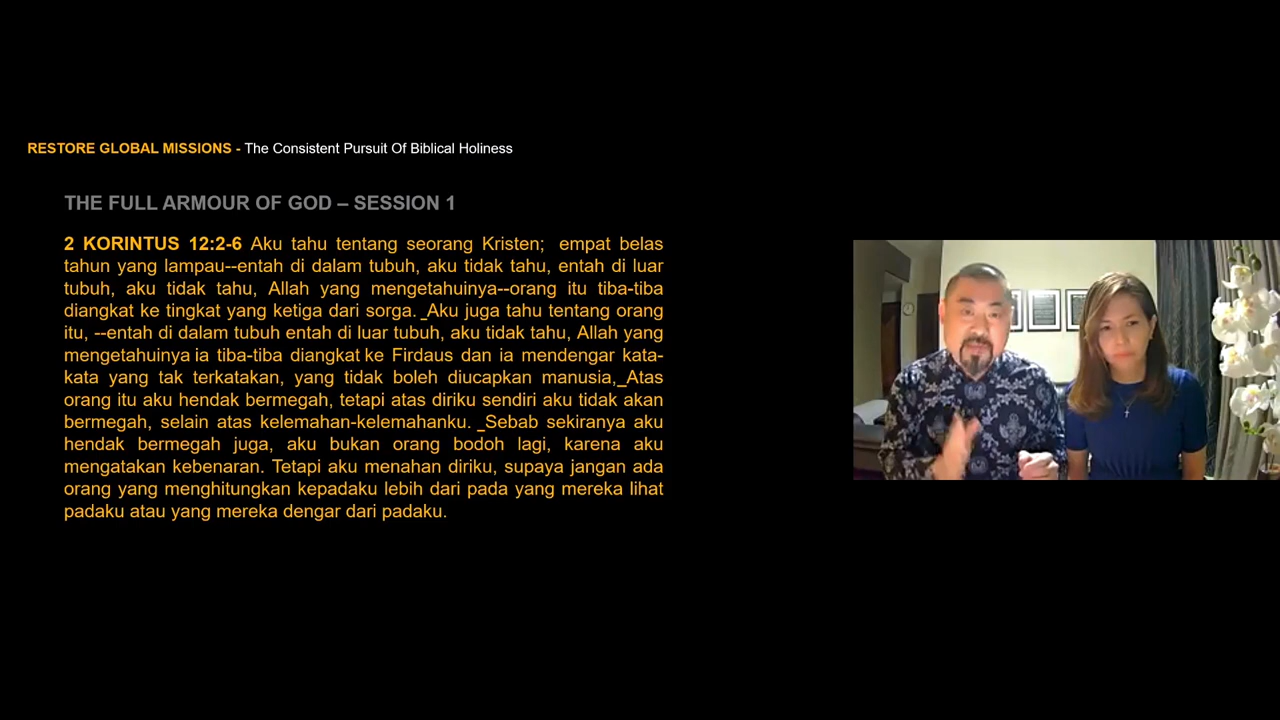 RESTORE GLOBAL MISSIONS - The Consistent Pursuit Of Biblical Holiness
THE FULL ARMOUR OF GOD – SESSION 1
2 KORINTUS 12:2-6 Aku tahu tentang seorang Kristen; empat belas
tahun yang lampau--entah di dalam tubuh, aku tidak tahu, entah di luar
tubuh, aku tidak tahu, Allah yang mengetahuinya--orang itu tiba-tiba
diangkat ke tingkat yang ketiga dari sorga. _Aku juga tahu tentang orang
itu, --entah di dalam tubuh entah di luar tubuh, aku tidak tahu, Allah yang
mengetahuinya ia tiba-tiba diangkat ke Firdaus dan ia mendengar kata-
kata yang tak terkatakan, yang tidak boleh diucapkan manusia,_Atas
orang itu aku hendak bermegah, tetapi atas diriku sendiri aku tidak akan
bermegah, selain atas kelemahan-kelemahanku. _Sebab sekiranya aku
hendak bermegah juga, aku bukan orang bodoh lagi, karena aku
mengatakan kebenaran. Tetapi aku menahan diriku, supaya jangan ada
orang yang menghitungkan kepadaku lebih dari pada yang mereka lihat
padaku atau yang mereka dengar dari padaku.